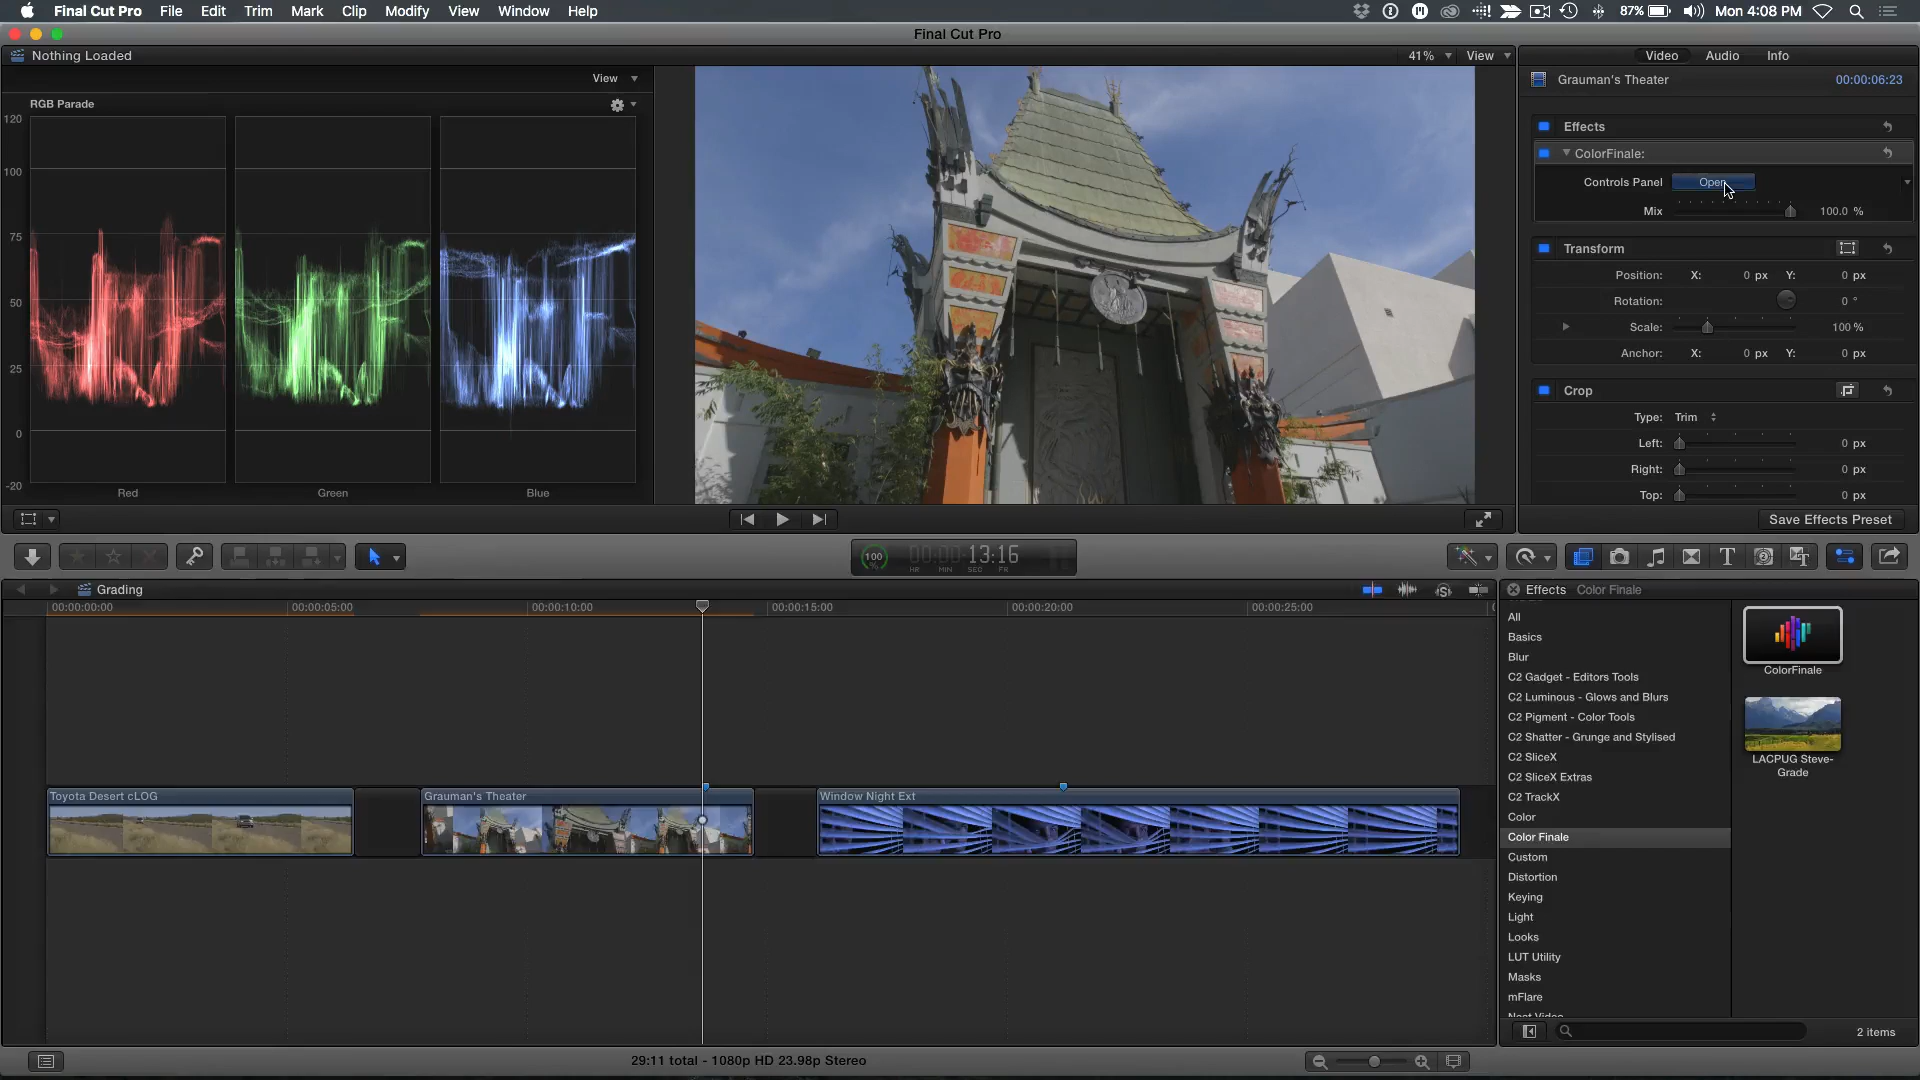 Final Cut Pro File Edit Trim Mark Clip Modify View Window Help 87% Mon 4:08 PM
Final Cut Pro
Nothing Loaded
41% View
Video Audio Info
View
Grauman's Theater 00:00:06:23
RGB Parade
120
100
75
50
25
0
-20
Red Green Blue
Effects
ColorFinale:
Controls Panel Open
Mix 100.0 %
Transform
Position: X: 0 px Y: 0 px
Rotation: 0 °
Scale: 100 %
Anchor: X: 0 px Y: 0 px
Crop
Type: Trim
Left: 0 px
Right: 0 px
Top: 0 px
Save Effects Preset
100
%
00:00:13:16
HR MIN SEC FR
Grading
00:00:00:00 00:00:05:00 00:00:10:00 00:00:15:00 00:00:20:00 00:00:25:00
Toyota Desert cLOG
Grauman's Theater
Window Night Ext
Effects Color Finale
All
Basics
Blur
C2 Gadget - Editors Tools
C2 Luminous - Glows and Blurs
C2 Pigment - Color Tools
C2 Shatter - Grunge and Stylised
C2 SliceX
C2 SliceX Extras
C2 TrackX
Color
Color Finale
Custom
Distortion
Keying
Light
Looks
LUT Utility
Masks
mFlare
Neat Video
ColorFinale
LACPUG Steve-
Grade
2 items
29:11 total - 1080p HD 23.98p Stereo